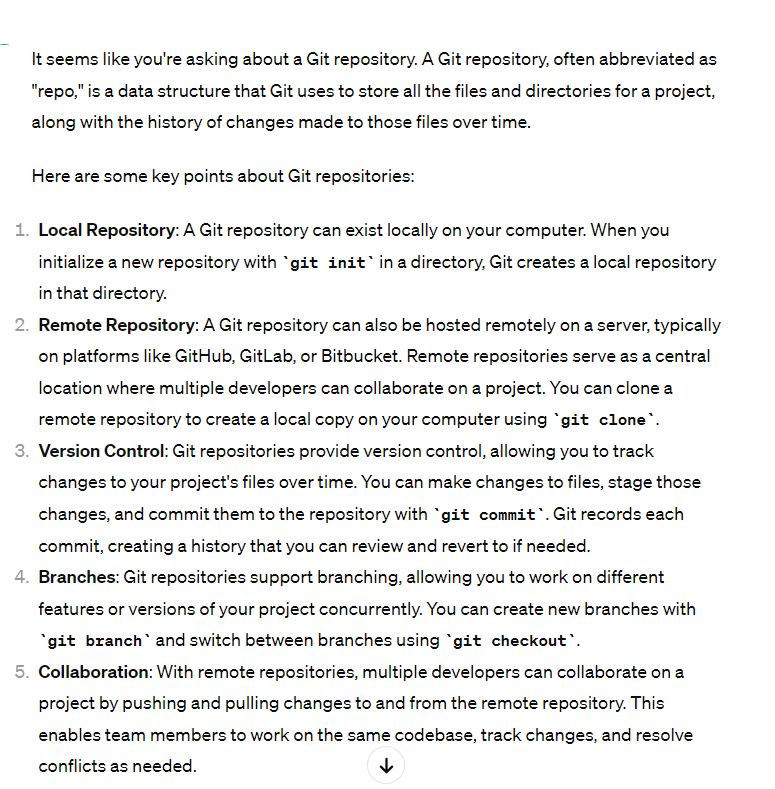 It seems like you're asking about a Git repository. A Git repository, often abbreviated as
"repo," is a data structure that Git uses to store all the files and directories for a project,
along with the history of changes made to those files over time.
Here are some key points about Git repositories:
1. Local Repository: A Git repository can exist locally on your computer. When you
initialize a new repository with `git init` in a directory, Git creates a local repository
in that directory.
2. Remote Repository: A Git repository can also be hosted remotely on a server, typically
on platforms like GitHub, GitLab, or Bitbucket. Remote repositories serve as a central
location where multiple developers can collaborate on a project. You can clone a
remote repository to create a local copy on your computer using `git clone`.
3. Version Control: Git repositories provide version control, allowing you to track
changes to your project's files over time. You can make changes to files, stage those
changes, and commit them to the repository with `git commit`. Git records each
commit, creating a history that you can review and revert to if needed.
4. Branches: Git repositories support branching, allowing you to work on different
features or versions of your project concurrently. You can create new branches with
`git branch` and switch between branches using `git checkout`.
5. Collaboration: With remote repositories, multiple developers can collaborate on a
project by pushing and pulling changes to and from the remote repository. This
enables team members to work on the same codebase, track changes, and resolve
conflicts as needed.